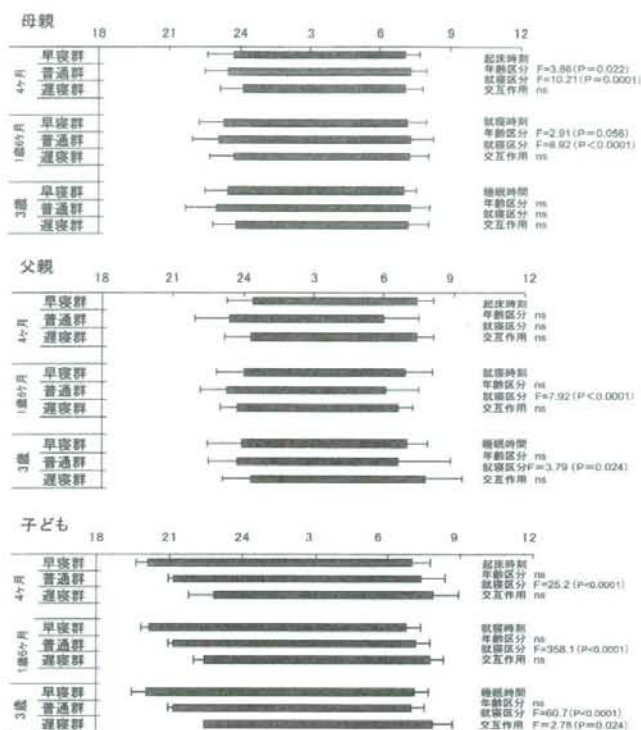 母親
18 21 24 3 6 9 12
4ヶ月
早寝群
普通群
遅寝群
起床時刻
年齢区分 F=3.86(P=0.022)
就寝区分 F=10.21(P=0.0001)
交互作用 ns
1歳6ヶ月
早寝群
普通群
遅寝群
就寝時刻
年齢区分 F=2.91(P=0.056)
就寝区分 F=8.92(P<0.0001)
交互作用 ns
3歳
早寝群
普通群
遅寝群
睡眠時間
年齢区分 ns
就寝区分 ns
交互作用 ns
父親
18 21 24 3 6 9 12
4ヶ月
早寝群
普通群
遅寝群
起床時刻
年齢区分 ns
就寝区分 ns
交互作用 ns
1歳6ヶ月
早寝群
普通群
遅寝群
就寝時刻
年齢区分 ns
就寝区分 F=7.92(P<0.0001)
交互作用 ns
3歳
早寝群
普通群
遅寝群
睡眠時間
年齢区分 ns
就寝区分F=3.79(P=0.024)
交互作用 ns
子ども
18 21 24 3 6 9 12
4ヶ月
早寝群
普通群
遅寝群
起床時刻
年齢区分 ns
就寝区分 F=25.2(P<0.0001)
交互作用 ns
1歳6ヶ月
早寝群
普通群
遅寝群
就寝時刻
年齢区分 ns
就寝区分 F=358.1(P<0.0001)
交互作用 ns
3歳
早寝群
普通群
遅寝群
睡眠時間
年齢区分 ns
就寝区分 F=60.7(P<0.0001)
交互作用 F=2.78(P=0.024)